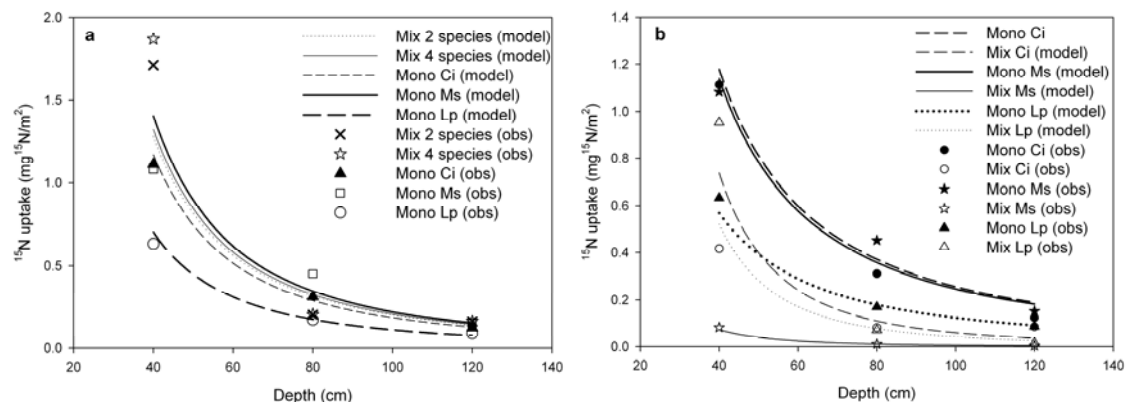 a
2.0
1.5
1.0
0.5
0.0
20 40 60 80 100 120 140
Depth (cm)
¹⁵N uptake (mg¹⁵N/m²)
Mix 2 species (model)
Mix 4 species (model)
Mono Ci (model)
Mono Ms (model)
Mono Lp (model)
Mix 2 species (obs)
Mix 4 species (obs)
Mono Ci (obs)
Mono Ms (obs)
Mono Lp (obs)
b
1.4
1.2
1.0
0.8
0.6
0.4
0.2
0.0
20 40 60 80 100 120 140
Depth (cm)
¹⁵N uptake (mg¹⁵N/m²)
Mono Ci
Mix Ci (model)
Mono Ms (model)
Mix Ms (model)
Mono Lp (model)
Mix Lp (model)
Mono Ci (obs)
Mix Ci (obs)
Mono Ms (obs)
Mix Ms (obs)
Mono Lp (obs)
Mix Lp (obs)